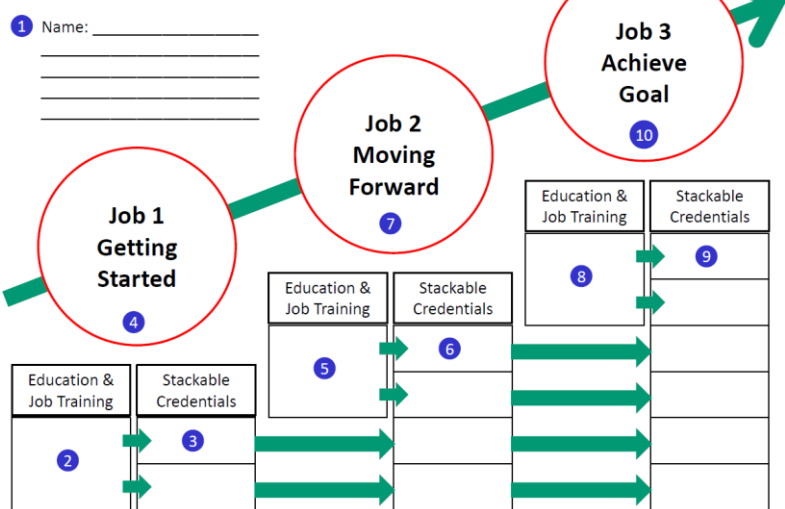 1 Name: ____________________
Job 3
Achieve
Goal
10
Job 2
Moving
Forward
7
Job 1
Getting
Started
4
Education &
Job Training
Stackable
Credentials
8
9
Education &
Job Training
Stackable
Credentials
5
6
Education &
Job Training
Stackable
Credentials
2
3